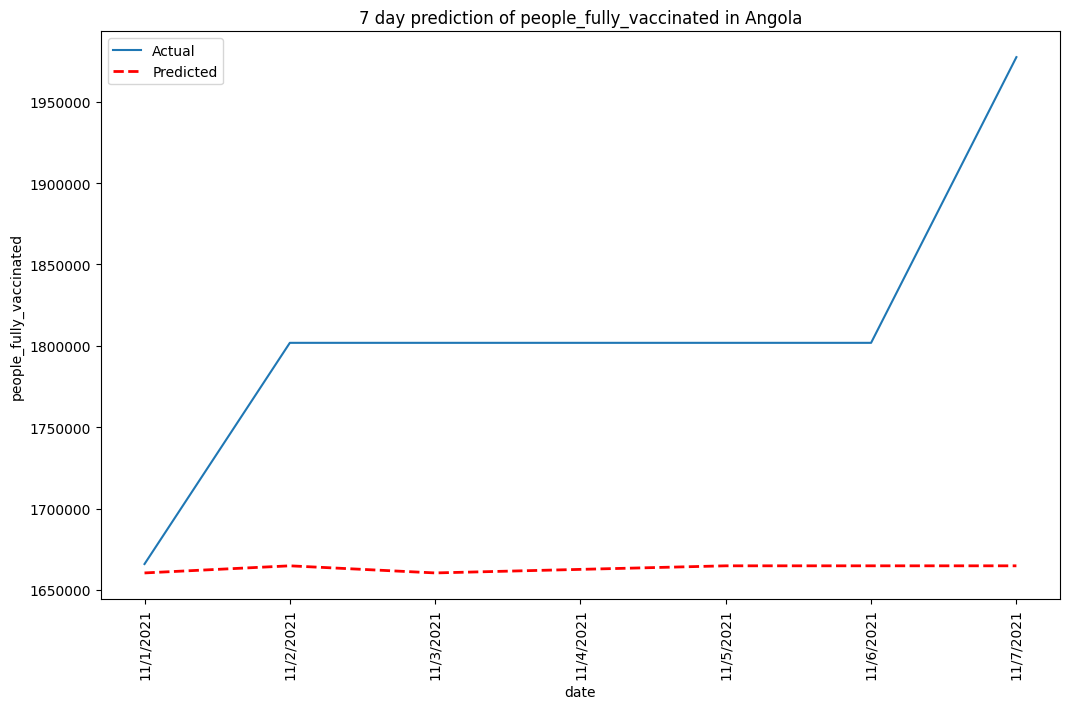 7 day prediction of people_fully_vaccinated in Angola
Actual
Predicted
people_fully_vaccinated
1950000
1900000
1850000
1800000
1750000
1700000
1650000
11/1/2021
11/2/2021
11/3/2021
11/4/2021
11/5/2021
11/6/2021
11/7/2021
date